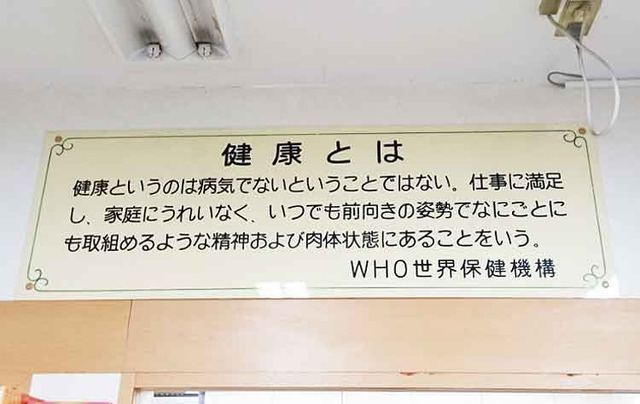 健康とは
健康というのは病気でないということではない。仕事に満足
し、家庭にうれいなく、いつでも前向きの姿勢でなにごとに
も取組めるような精神および肉体状態にあることをいう。
WHO世界保健機構